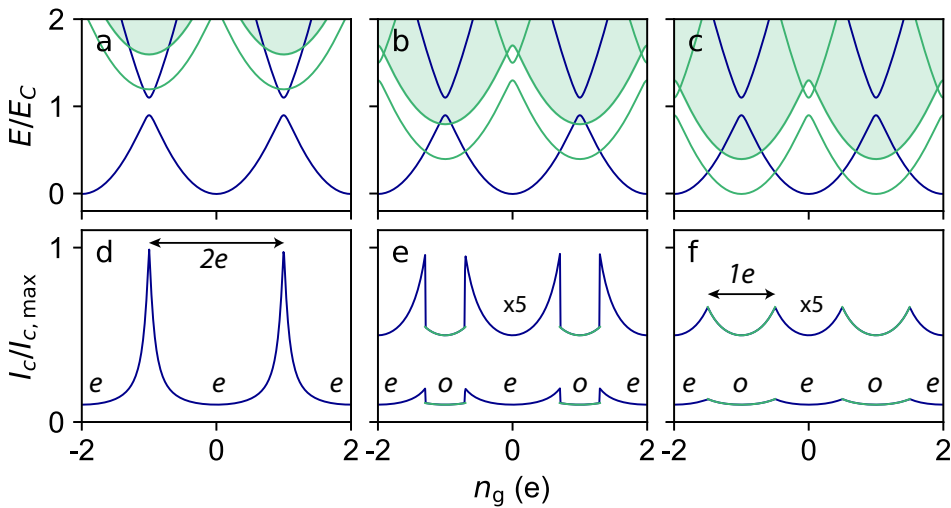 a b c
2
1
0
E/E_C
d e f
2e
1e
x5 x5
1
0
I_C/I_{C, max}
e e e e o e o e e o e o e
-2 0 2 -2 0 2 -2 0 2
n_g (e)